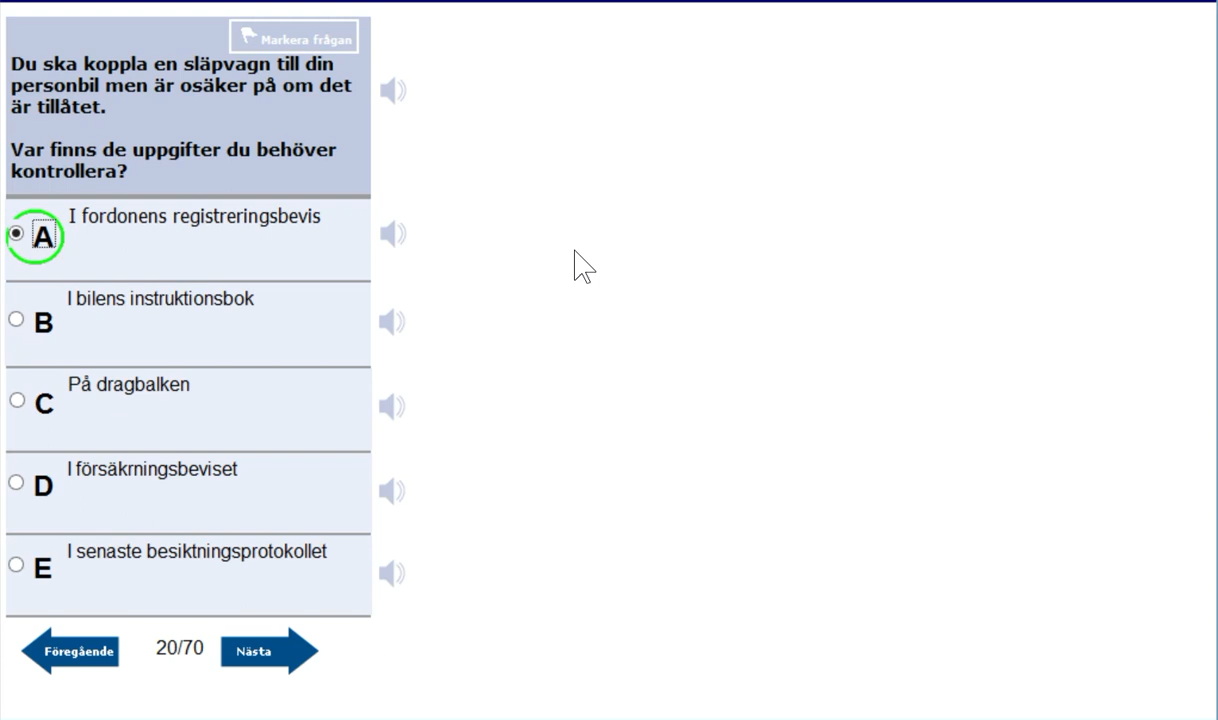 Markera frågan
Du ska koppla en släpvagn till din
personbil men är osäker på om det
är tillåtet.
Var finns de uppgifter du behöver
kontrollera?
A I fordonens registreringsbevis
B I bilens instruktionsbok
C På dragbalken
D I försäkrningsbeviset
E I senaste besiktningsprotokollet
Föregående 20/70 Nästa